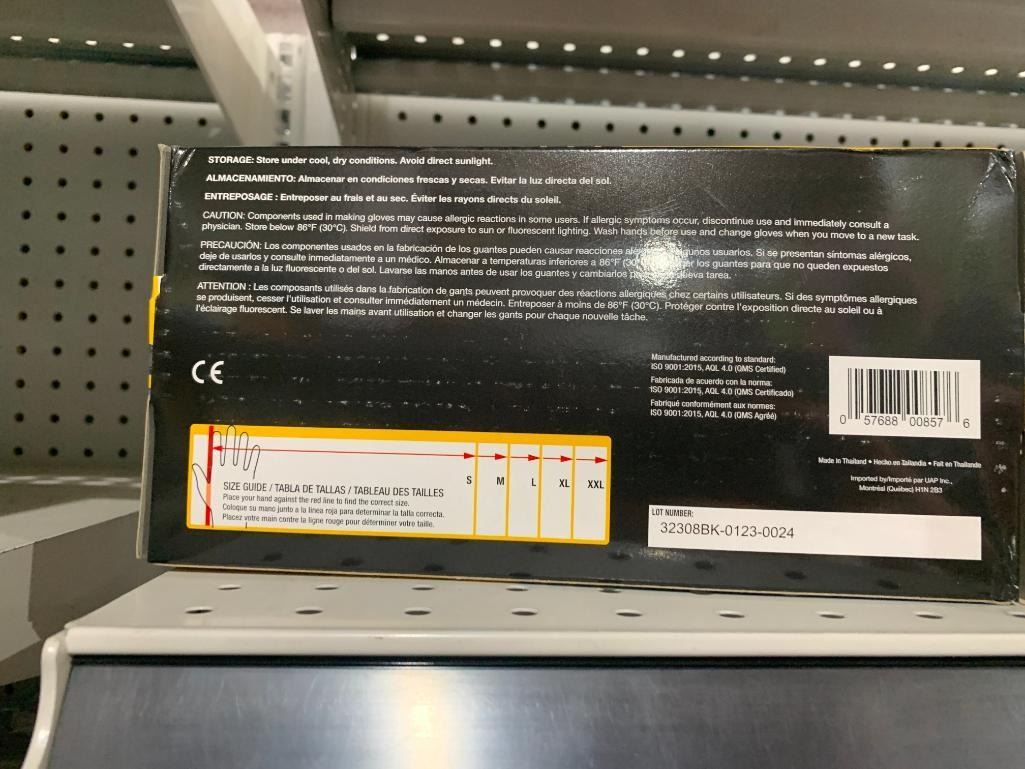 STORAGE: Store under cool, dry conditions. Avoid direct sunlight.
ALMACENAMIENTO: Almacenar en condiciones frescas y secas. Evitar la luz directa del sol.
ENTREPOSAGE : Entreposer au frais et au sec. Éviter les rayons directs du soleil.
CAUTION: Components used in making gloves may cause allergic reactions in some users. If allergic symptoms occur, discontinue use and immediately consult a
physician. Store below 86°F (30°C). Shield from direct exposure to sun or fluorescent lighting. Wash hands before use and change gloves when you move to a new task.
PRECAUCIÓN: Los componentes usados en la fabricación de los guantes pueden causar reacciones usuarios. Si se presentan síntomas alérgicos,
deje de usarlos y consulte inmediatamente a un médico. Almacenar a temperaturas inferiores a 86°F los guantes para que no queden expuestos
directamente a la luz fluorescente o del sol. Lavarse las manos antes de usar los guantes y cambiarlos tarea.
ATTENTION : Les composants utilisés dans la fabrication de gants peuvent provoquer des réactions allergiques chez certains utilisateurs. Si des symptômes allergiques
se produisent, cesser l'utilisation et consulter immédiatement un médecin. Entreposer à moins de 86°F (30°C). Protéger contre l'exposition directe au soleil ou à
l'éclairage fluorescent. Se laver les mains avant utilisation et changer les gants pour chaque nouvelle tâche.
CE
Manufactured according to standard:
ISO 9001:2015, AQL 4.0 (QMS Certified)
Fabricada de acuerdo con la norma:
ISO 9001:2015, AQL 4.0 (QMS Certificado)
Fabriqué conformément aux normes:
ISO 9001:2015, AQL 4.0 (QMS Agréé)
0 57688 00857 6
Made in Thailand • Hecho en Tailandia • Fait en Thaïlande
Imported by/Importé par UAP Inc.,
Montréal (Québec) H1N 2B3
S M L XL XXL
SIZE GUIDE / TABLA DE TALLAS / TABLEAU DES TAILLES
Place your hand against the red line to find the correct size.
Coloque su mano junto a la línea roja para determinar la talla correcta.
Placez votre main contre la ligne rouge pour déterminer votre taille.
LOT NUMBER:
32308BK-0123-0024